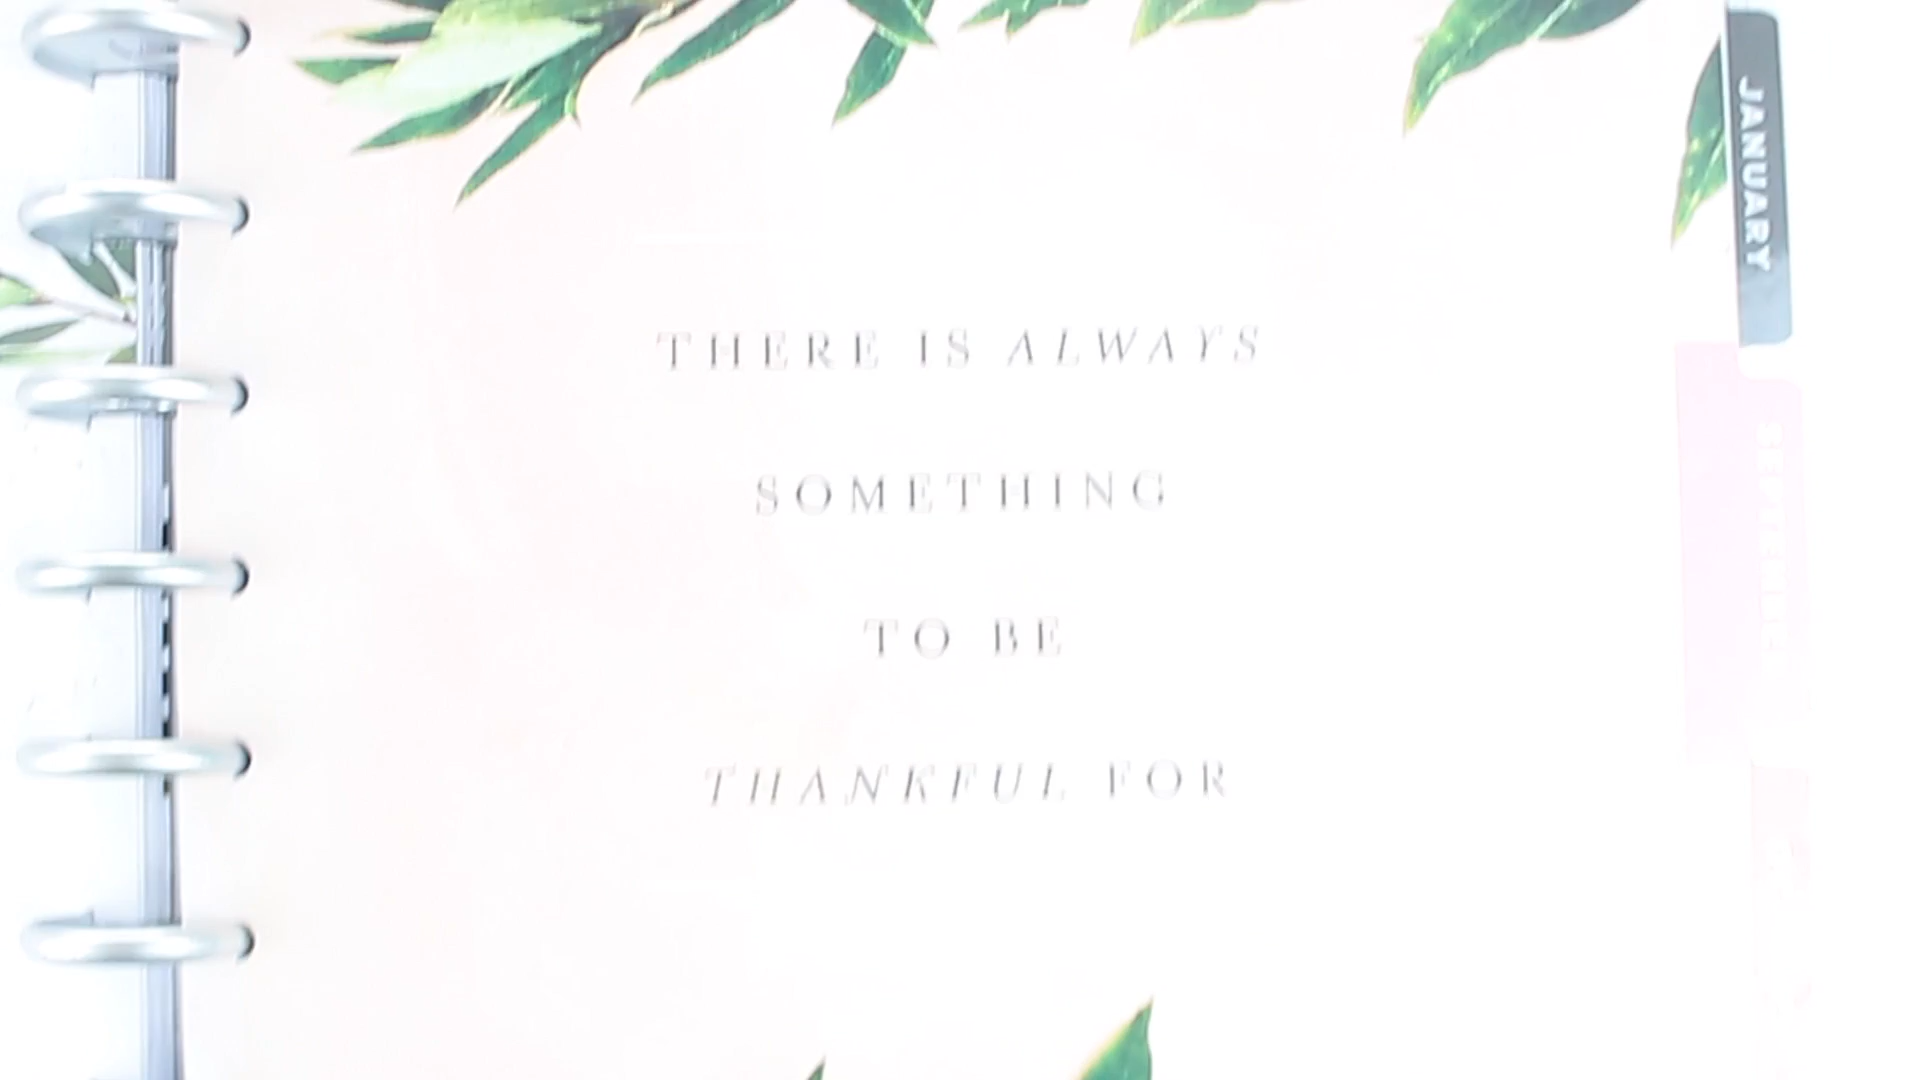 THERE IS ALWAYS
SOMETHING
TO BE
THANKFUL FOR
JANUARY